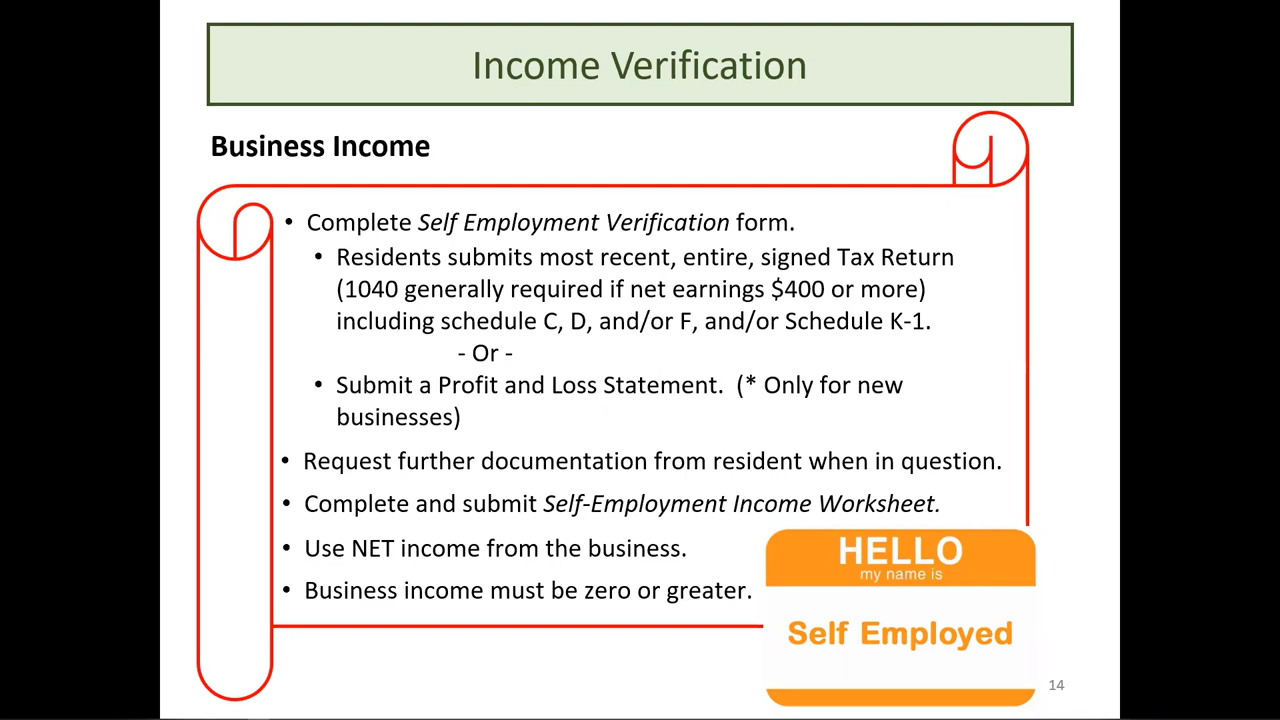 Income Verification
Business Income
• Complete Self Employment Verification form.
• Residents submits most recent, entire, signed Tax Return
(1040 generally required if net earnings $400 or more)
including schedule C, D, and/or F, and/or Schedule K-1.
- Or -
• Submit a Profit and Loss Statement. (* Only for new
businesses)
• Request further documentation from resident when in question.
• Complete and submit Self-Employment Income Worksheet.
• Use NET income from the business.
• Business income must be zero or greater.
HELLO
my name is
Self Employed
14